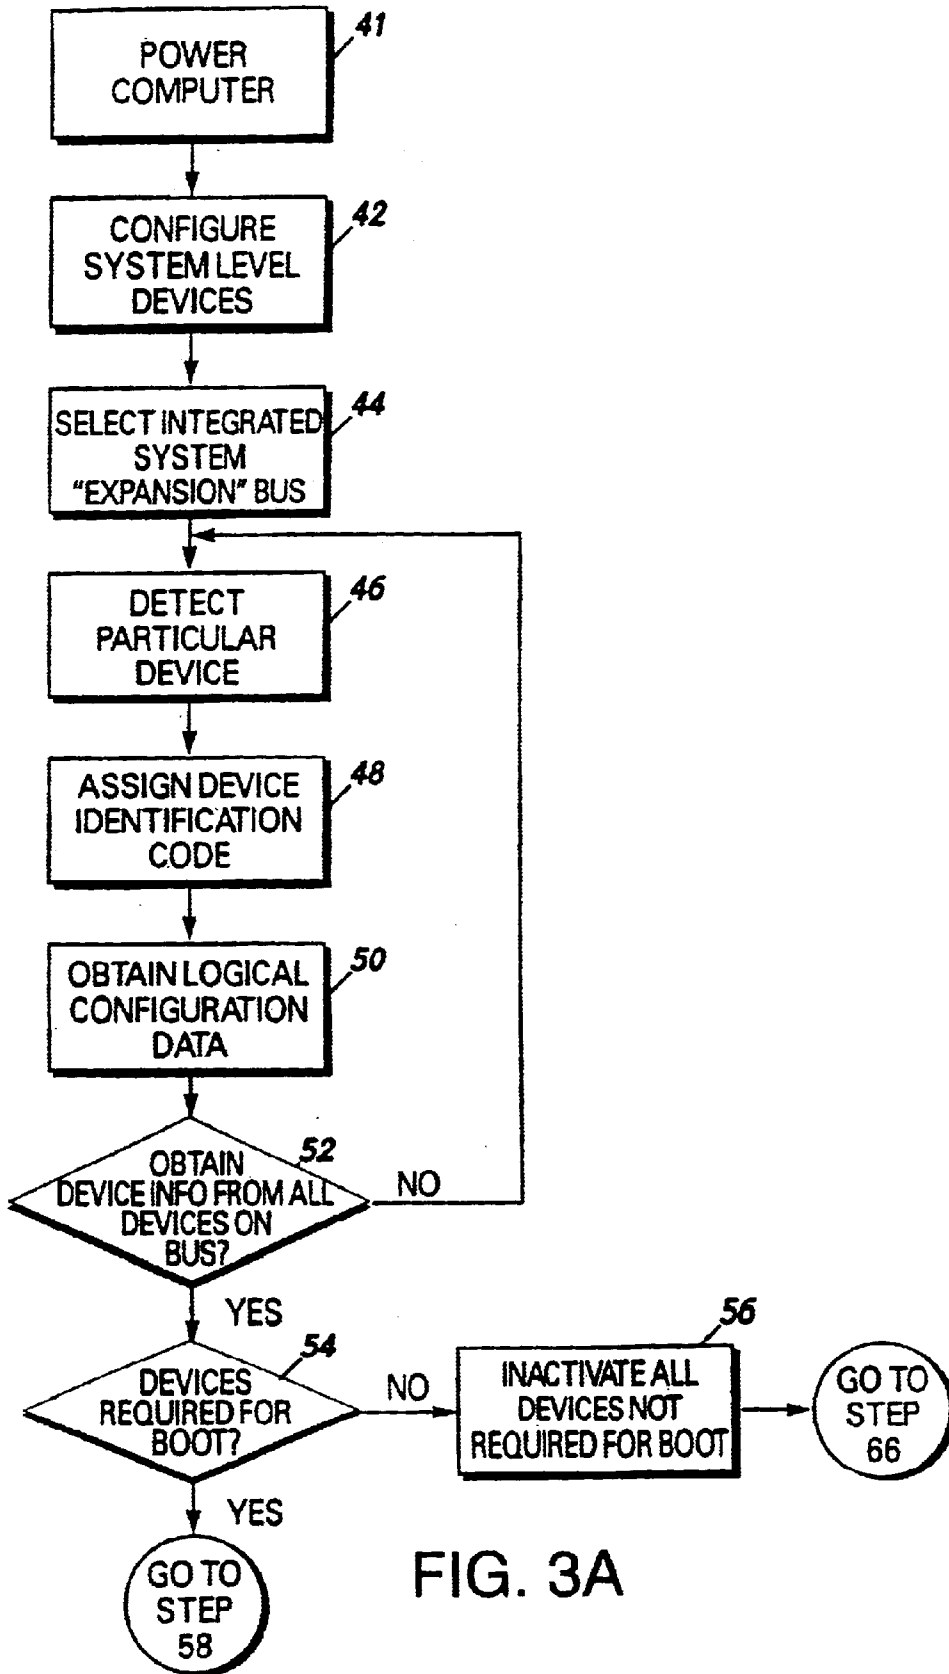 41
POWER
COMPUTER
42
CONFIGURE
SYSTEM LEVEL
DEVICES
44
SELECT INTEGRATED
SYSTEM
"EXPANSION" BUS
46
DETECT
PARTICULAR
DEVICE
48
ASSIGN DEVICE
IDENTIFICATION
CODE
50
OBTAIN LOGICAL
CONFIGURATION
DATA
52
OBTAIN
DEVICE INFO FROM ALL
DEVICES ON
BUS?
NO
YES
54
DEVICES
REQUIRED FOR
BOOT?
NO
56
INACTIVATE ALL
DEVICES NOT
REQUIRED FOR BOOT
GO TO
STEP
66
YES
GO TO
STEP
58
FIG. 3A